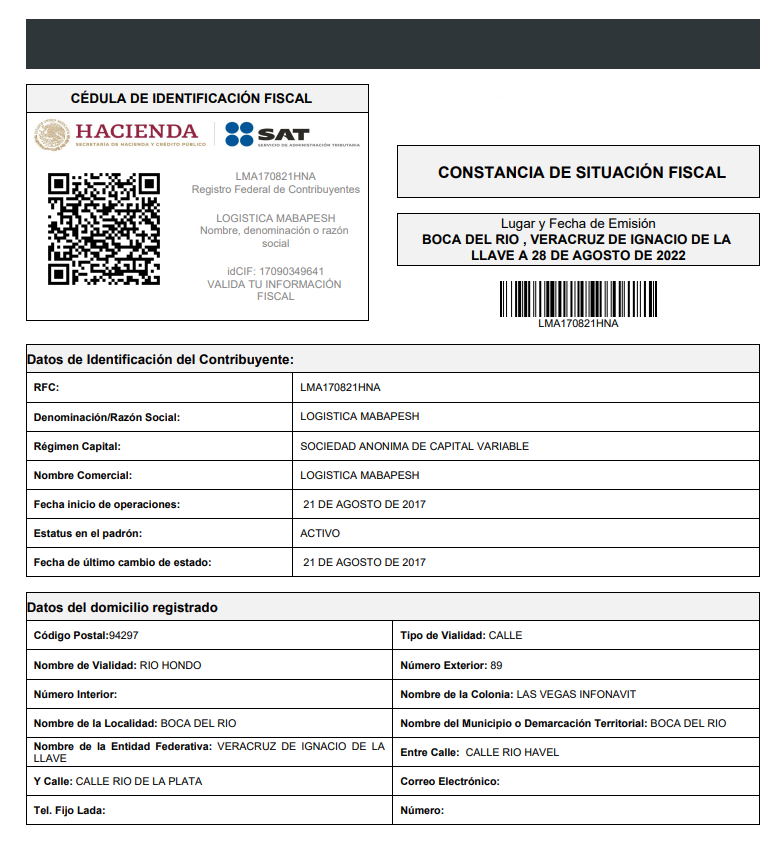 CÉDULA DE IDENTIFICACIÓN FISCAL
HACIENDA
SECRETARÍA DE HACIENDA Y CRÉDITO PÚBLICO
SAT
SERVICIO DE ADMINISTRACIÓN TRIBUTARIA
LMA170821HNA
Registro Federal de Contribuyentes
LOGISTICA MABAPESH
Nombre, denominación o razón
social
idCIF: 17090349641
VALIDA TU INFORMACIÓN
FISCAL
CONSTANCIA DE SITUACIÓN FISCAL
Lugar y Fecha de Emisión
BOCA DEL RIO , VERACRUZ DE IGNACIO DE LA
LLAVE A 28 DE AGOSTO DE 2022
LMA170821HNA
Datos de Identificación del Contribuyente:
RFC: LMA170821HNA
Denominación/Razón Social: LOGISTICA MABAPESH
Régimen Capital: SOCIEDAD ANONIMA DE CAPITAL VARIABLE
Nombre Comercial: LOGISTICA MABAPESH
Fecha inicio de operaciones: 21 DE AGOSTO DE 2017
Estatus en el padrón: ACTIVO
Fecha de último cambio de estado: 21 DE AGOSTO DE 2017
Datos del domicilio registrado
Código Postal:94297 Tipo de Vialidad: CALLE
Nombre de Vialidad: RIO HONDO Número Exterior: 89
Número Interior: Nombre de la Colonia: LAS VEGAS INFONAVIT
Nombre de la Localidad: BOCA DEL RIO Nombre del Municipio o Demarcación Territorial: BOCA DEL RIO
Nombre de la Entidad Federativa: VERACRUZ DE IGNACIO DE LA
LLAVE
Entre Calle: CALLE RIO HAVEL
Y Calle: CALLE RIO DE LA PLATA Correo Electrónico:
Tel. Fijo Lada: Número: